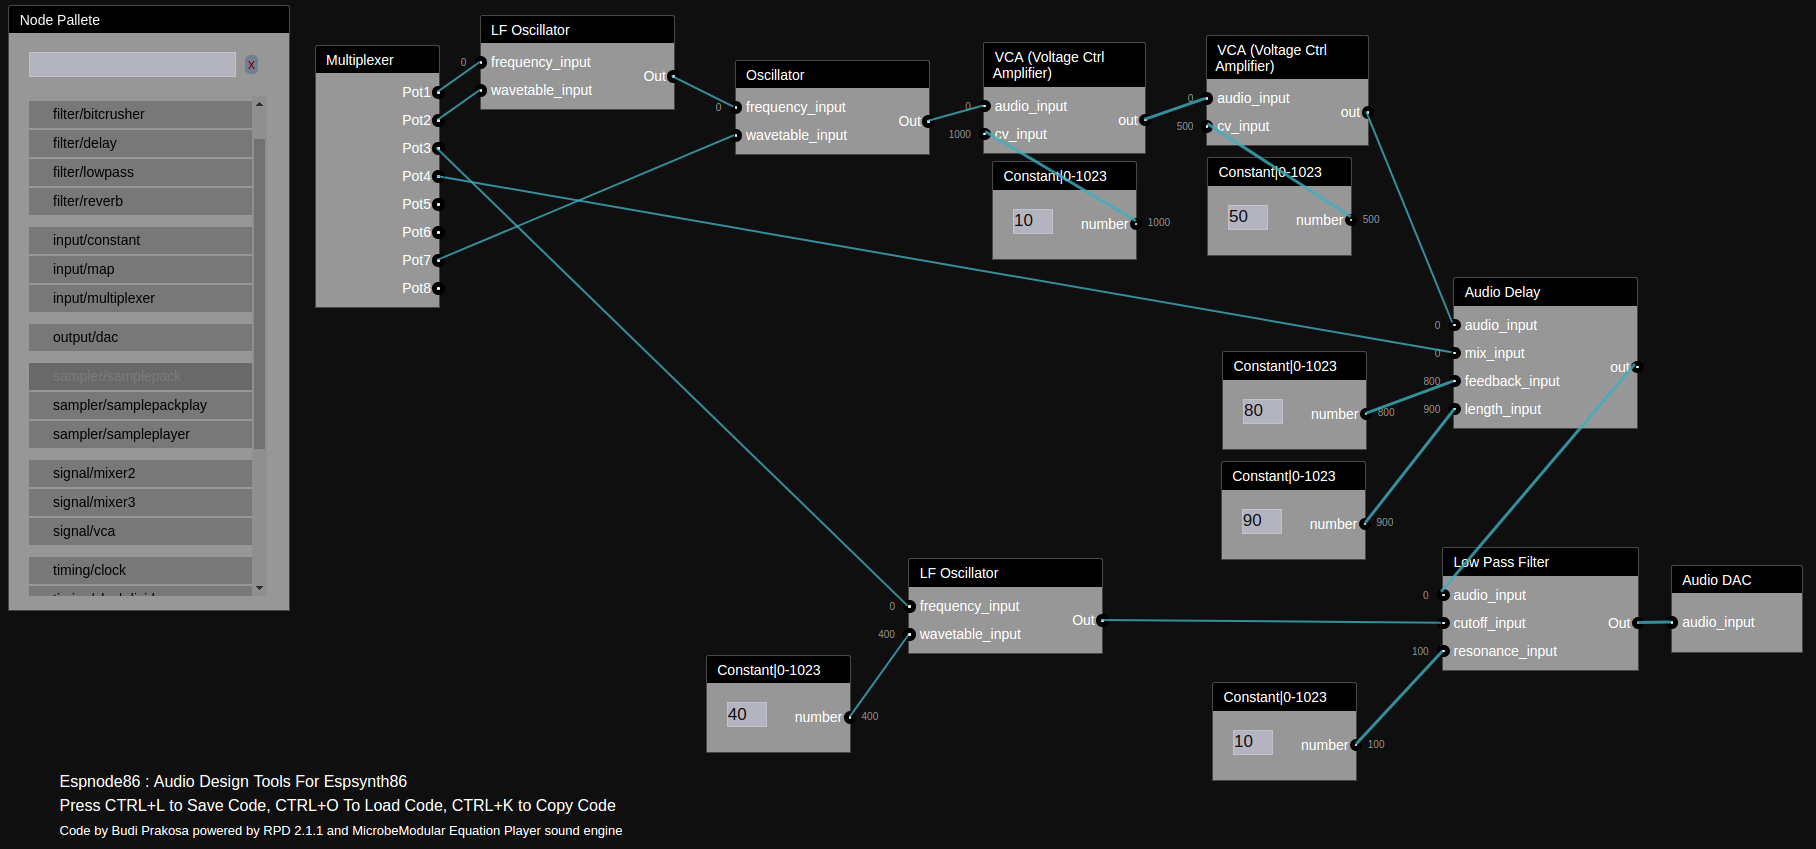 Node Pallete
x
filter/bitcrusher
filter/delay
filter/lowpass
filter/reverb
input/constant
input/map
input/multiplexer
output/dac
sampler/samplepack
sampler/samplepackplay
sampler/sampleplayer
signal/mixer2
signal/mixer3
signal/vca
timing/clock
Multiplexer
Pot1
Pot2
Pot3
Pot4
Pot5
Pot6
Pot7
Pot8
LF Oscillator
0
frequency_input
wavetable_input
Out
Oscillator
0
frequency_input
wavetable_input
Out
VCA (Voltage Ctrl
Amplifier)
0
audio_input
1000
cv_input
out
Constant|0-1023
10
number
1000
VCA (Voltage Ctrl
Amplifier)
0
audio_input
500
cv_input
out
Constant|0-1023
50
number
500
Audio Delay
0
audio_input
0
mix_input
800
feedback_input
900
length_input
out
Constant|0-1023
80
number
800
Constant|0-1023
90
number
900
LF Oscillator
0
frequency_input
400
wavetable_input
Out
Constant|0-1023
40
number
400
Low Pass Filter
0
audio_input
cutoff_input
100
resonance_input
Out
Constant|0-1023
10
number
100
Audio DAC
audio_input
Espnode86 : Audio Design Tools For Espsynth86
Press CTRL+L to Save Code, CTRL+O To Load Code, CTRL+K to Copy Code
Code by Budi Prakosa powered by RPD 2.1.1 and MicrobeModular Equation Player sound engine